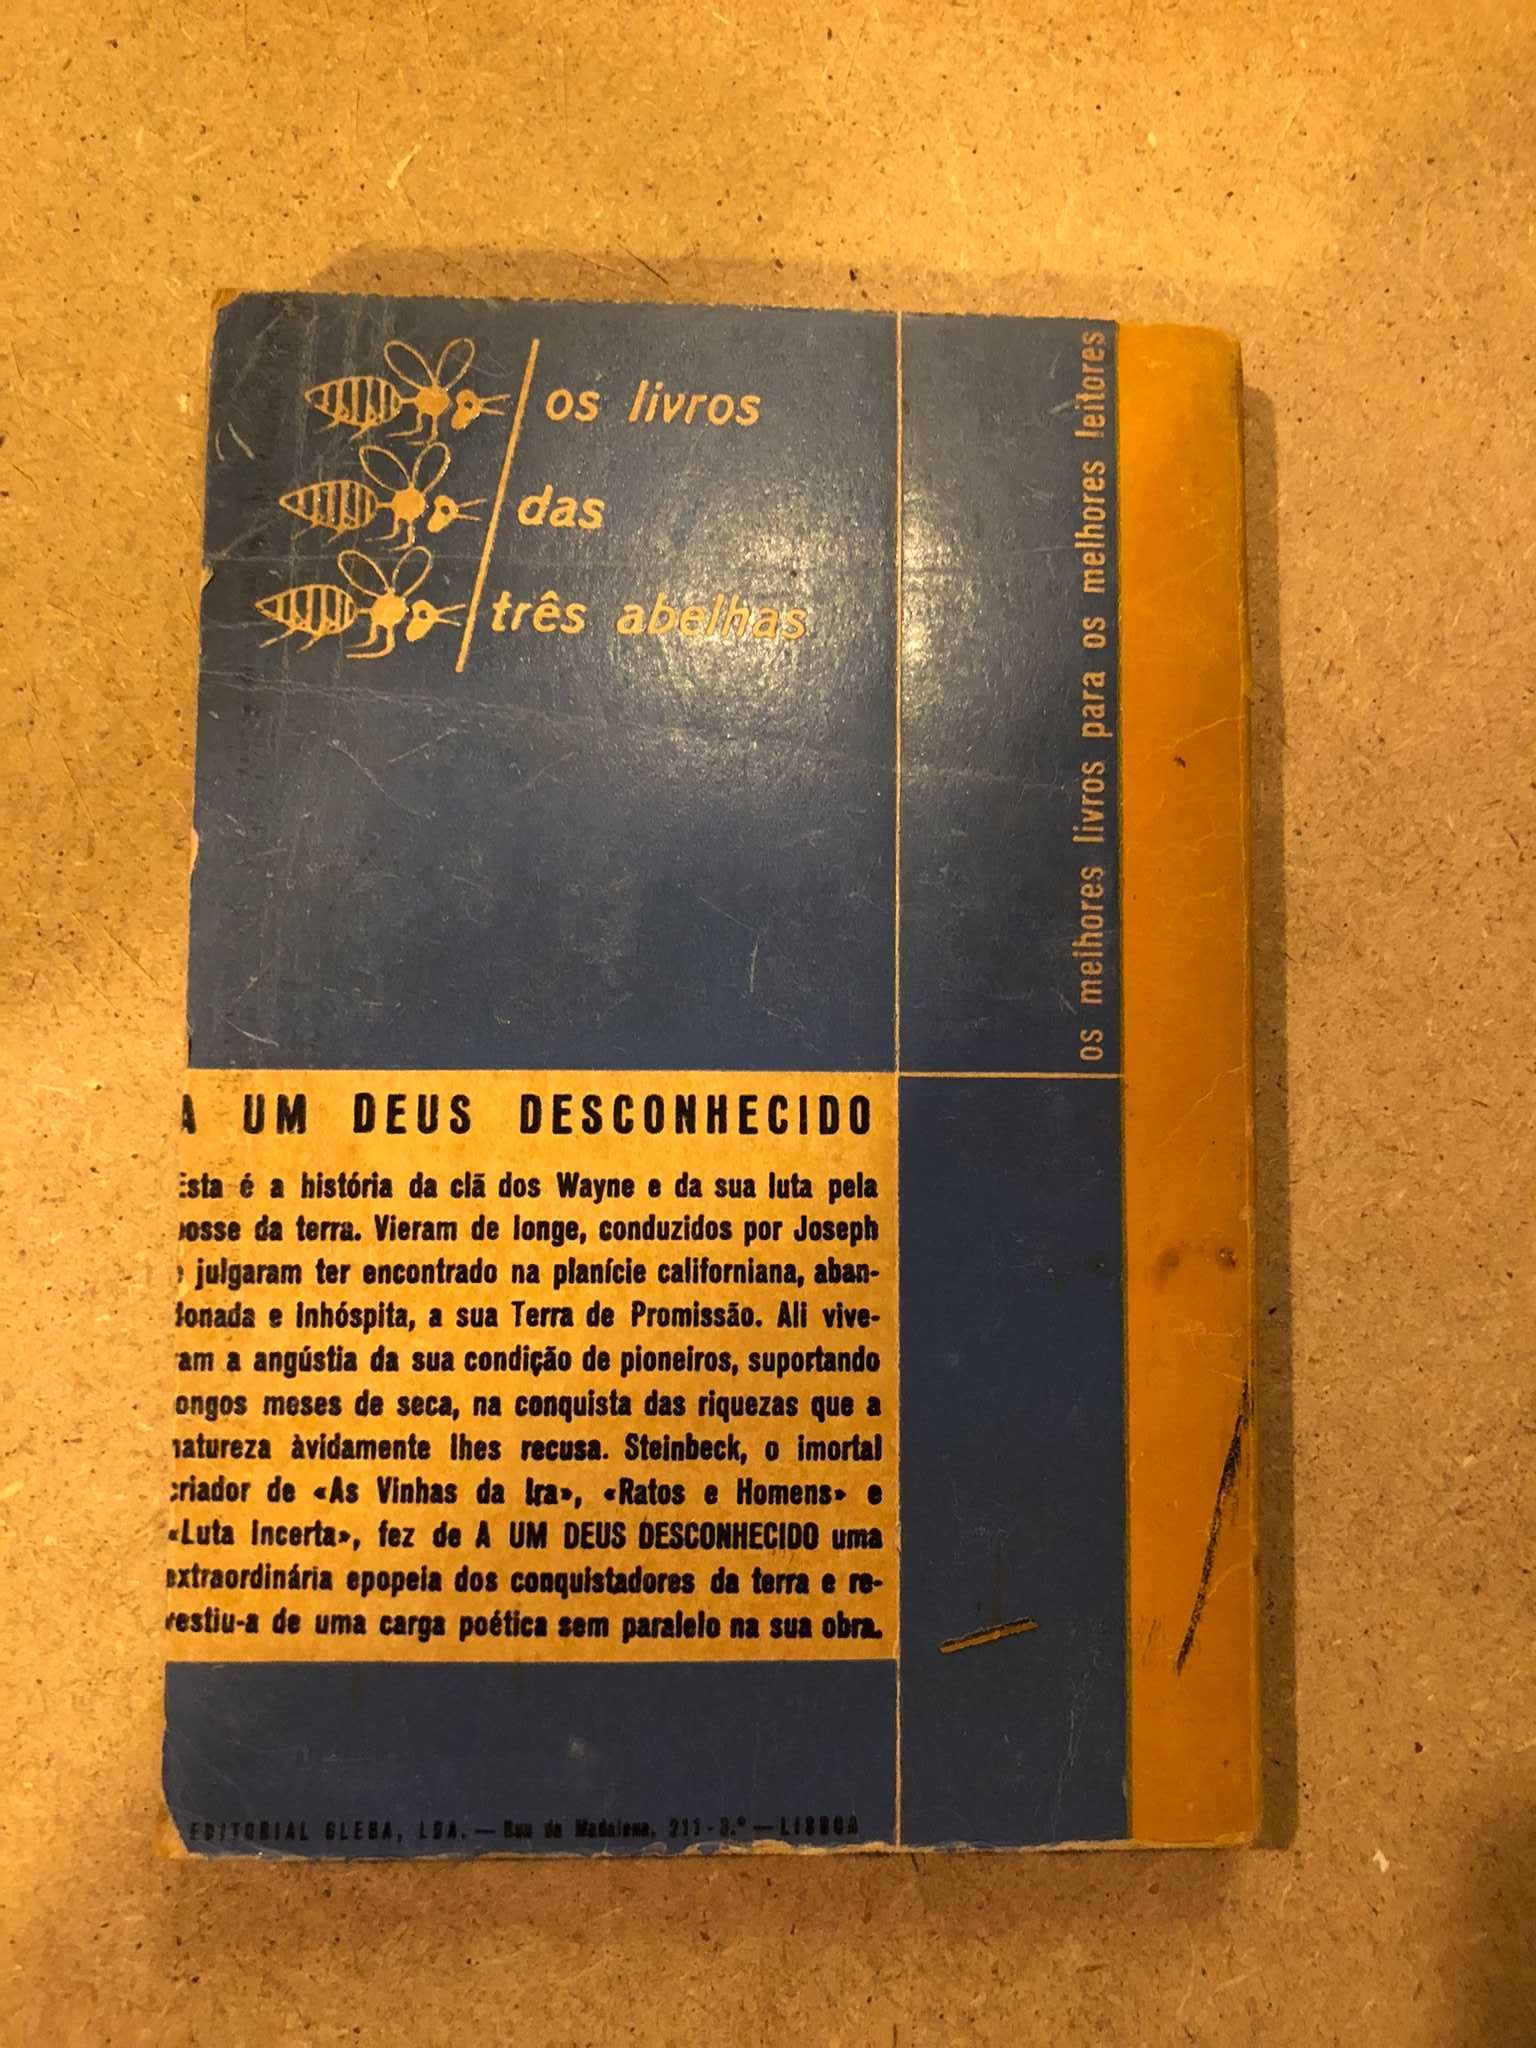 os livros
das
três abelhas
os melhores livros para os melhores leitores
A UM DEUS DESCONHECIDO
Esta é a história da clã dos Wayne e da sua luta pela
posse da terra. Vieram de longe, conduzidos por Joseph
e julgaram ter encontrado na planície californiana, aban-
donada e inhóspita, a sua Terra de Promissão. Ali vive-
ram a angústia da sua condição de pioneiros, suportando
longos meses de seca, na conquista das riquezas que a
natureza àvidamente lhes recusa. Steinbeck, o imortal
criador de «As Vinhas da Ira», «Ratos e Homens» e
«Luta Incerta», fez de A UM DEUS DESCONHECIDO uma
extraordinária epopeia dos conquistadores da terra e re-
vestiu-a de uma carga poética sem paralelo na sua obra.
EDITORIAL GLEBA, LDA. — Rua da Madalena, 211-3.º — LISBOA